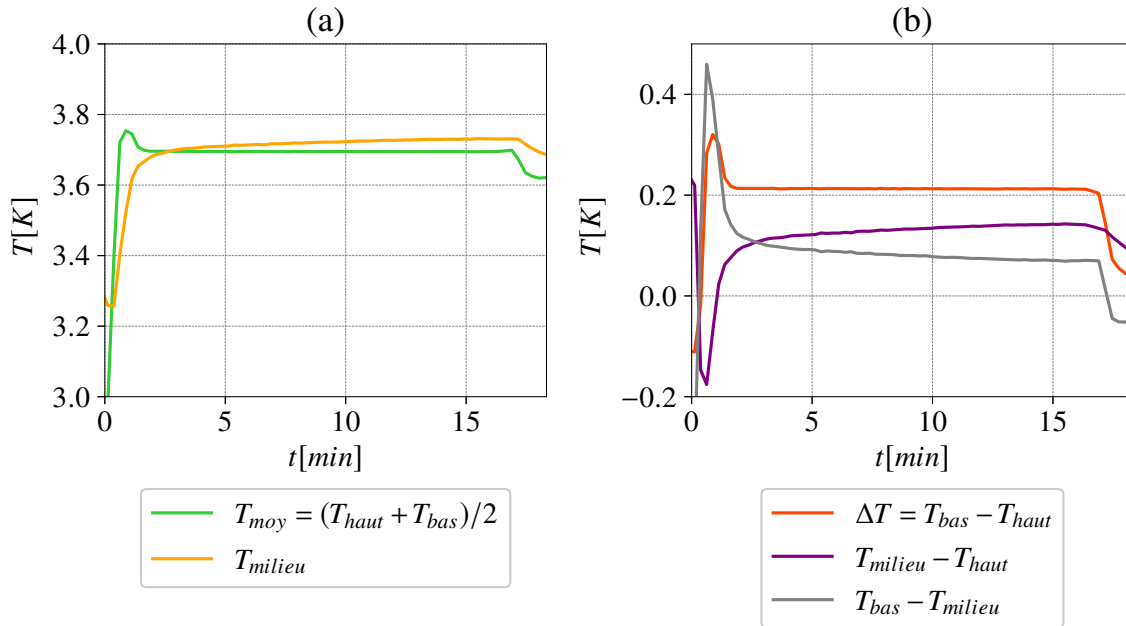 (a)
4.0
3.8
3.6
3.4
3.2
3.0
T[K]
0
5
10
15
t[min]
T_moy = (T_haut + T_bas)/2
T_milieu
(b)
0.4
0.2
0.0
−0.2
T[K]
0
5
10
15
t[min]
ΔT = T_bas − T_haut
T_milieu − T_haut
T_bas − T_milieu